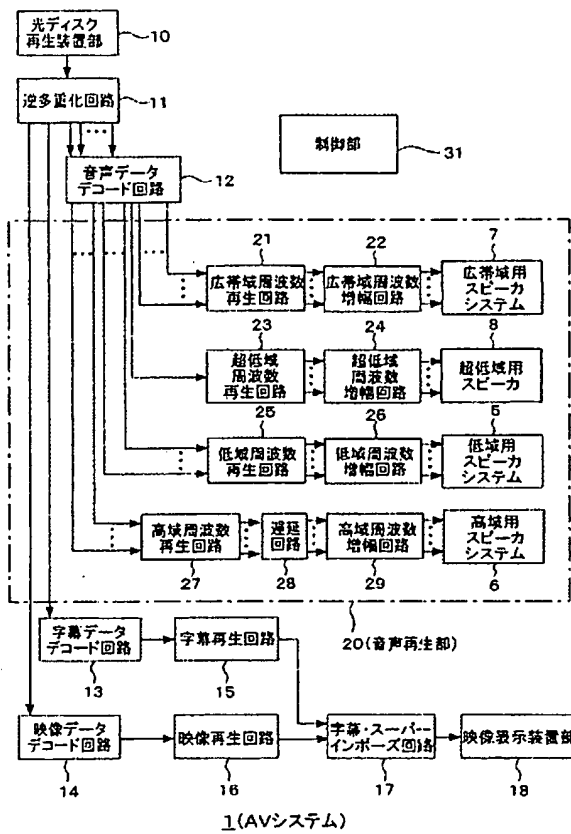 光ディスク
再生装置部
10
逆多重化回路
11
制御部
31
音声データ
デコード回路
12
21
22
7
広帯域周波数
再生回路
広帯域周波数
増幅回路
広帯域用
スピーカ
システム
23
24
8
超低域
周波数
再生回路
超低域
周波数
増幅回路
超低域用
スピーカ
25
26
5
低域周波数
再生回路
低域周波数
増幅回路
低域用
スピーカ
システム
高域周波数
再生回路
遅延
回路
高域周波数
増幅回路
高域用
スピーカ
システム
27
28
29
6
20(音声再生部)
字幕データ
デコード回路
字幕再生回路
13
15
映像データ
デコード回路
映像再生回路
字幕・スーパー
インポーズ回路
映像表示装置部
14
16
17
18
1(AVシステム)